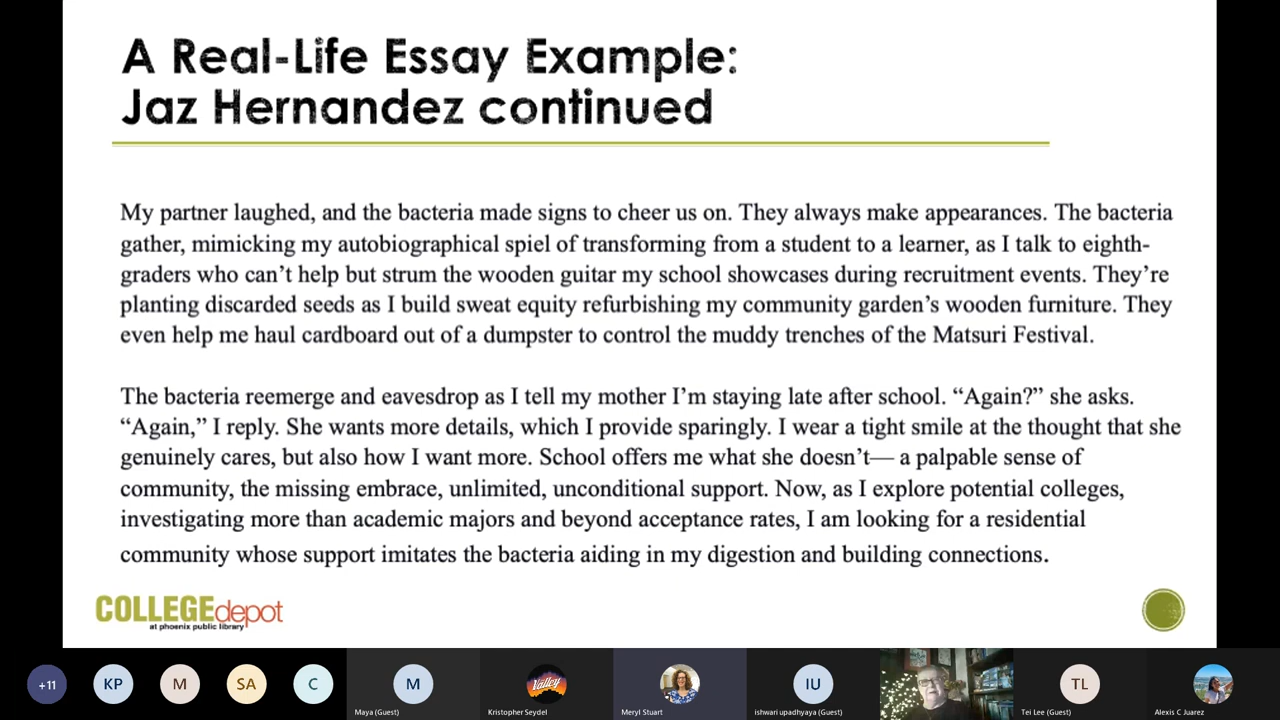 A Real-Life Essay Example:
Jaz Hernandez continued
My partner laughed, and the bacteria made signs to cheer us on. They always make appearances. The bacteria
gather, mimicking my autobiographical spiel of transforming from a student to a learner, as I talk to eighth-
graders who can’t help but strum the wooden guitar my school showcases during recruitment events. They’re
planting discarded seeds as I build sweat equity refurbishing my community garden’s wooden furniture. They
even help me haul cardboard out of a dumpster to control the muddy trenches of the Matsuri Festival.
The bacteria reemerge and eavesdrop as I tell my mother I’m staying late after school. “Again?” she asks.
“Again,” I reply. She wants more details, which I provide sparingly. I wear a tight smile at the thought that she
genuinely cares, but also how I want more. School offers me what she doesn’t— a palpable sense of
community, the missing embrace, unlimited, unconditional support. Now, as I explore potential colleges,
investigating more than academic majors and beyond acceptance rates, I am looking for a residential
community whose support imitates the bacteria aiding in my digestion and building connections.
COLLEGEdepot
at phoenix public library
+11 KP M SA C M Valley IU TL
Maya (Guest) Kristopher Seydel Meryl Stuart ishwari upadhyaya (Guest) Tei Lee (Guest) Alexis C Juarez